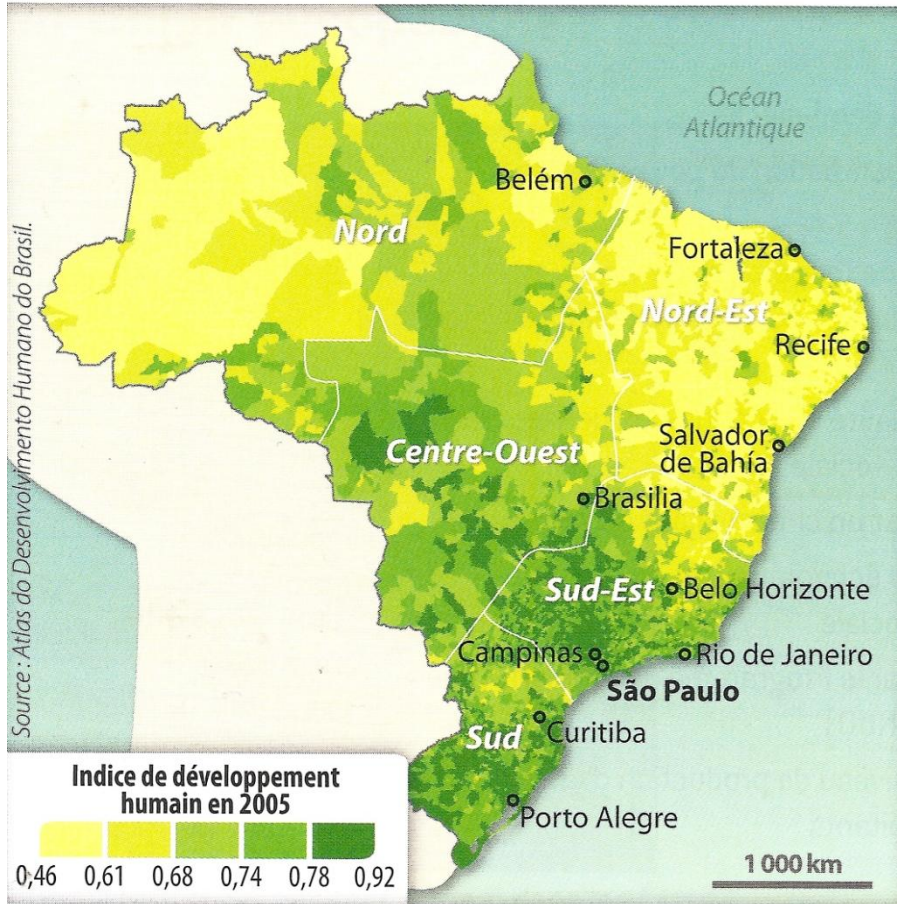 Océan
Atlantique
Belém
Nord
Fortaleza
Nord-Est
Recife
Centre-Ouest
Salvador
de Bahía
Brasilia
Sud-Est
Belo Horizonte
Campinas
Rio de Janeiro
São Paulo
Sud
Curitiba
Porto Alegre
Source : Atlas do Desenvolvimento Humano do Brasil.
Indice de développement
humain en 2005
0,46 0,61 0,68 0,74 0,78 0,92
1 000 km